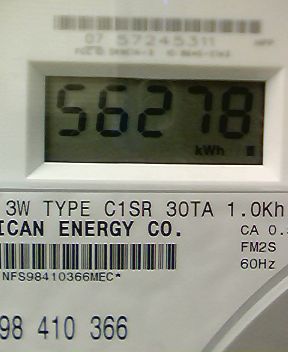 07 57245311
56278
kWh
3W TYPE C1SR 30TA 1.0Kh
ICAN ENERGY CO.
CA 0.
FM2S
60Hz
NFS98410366MEC*
98 410 366